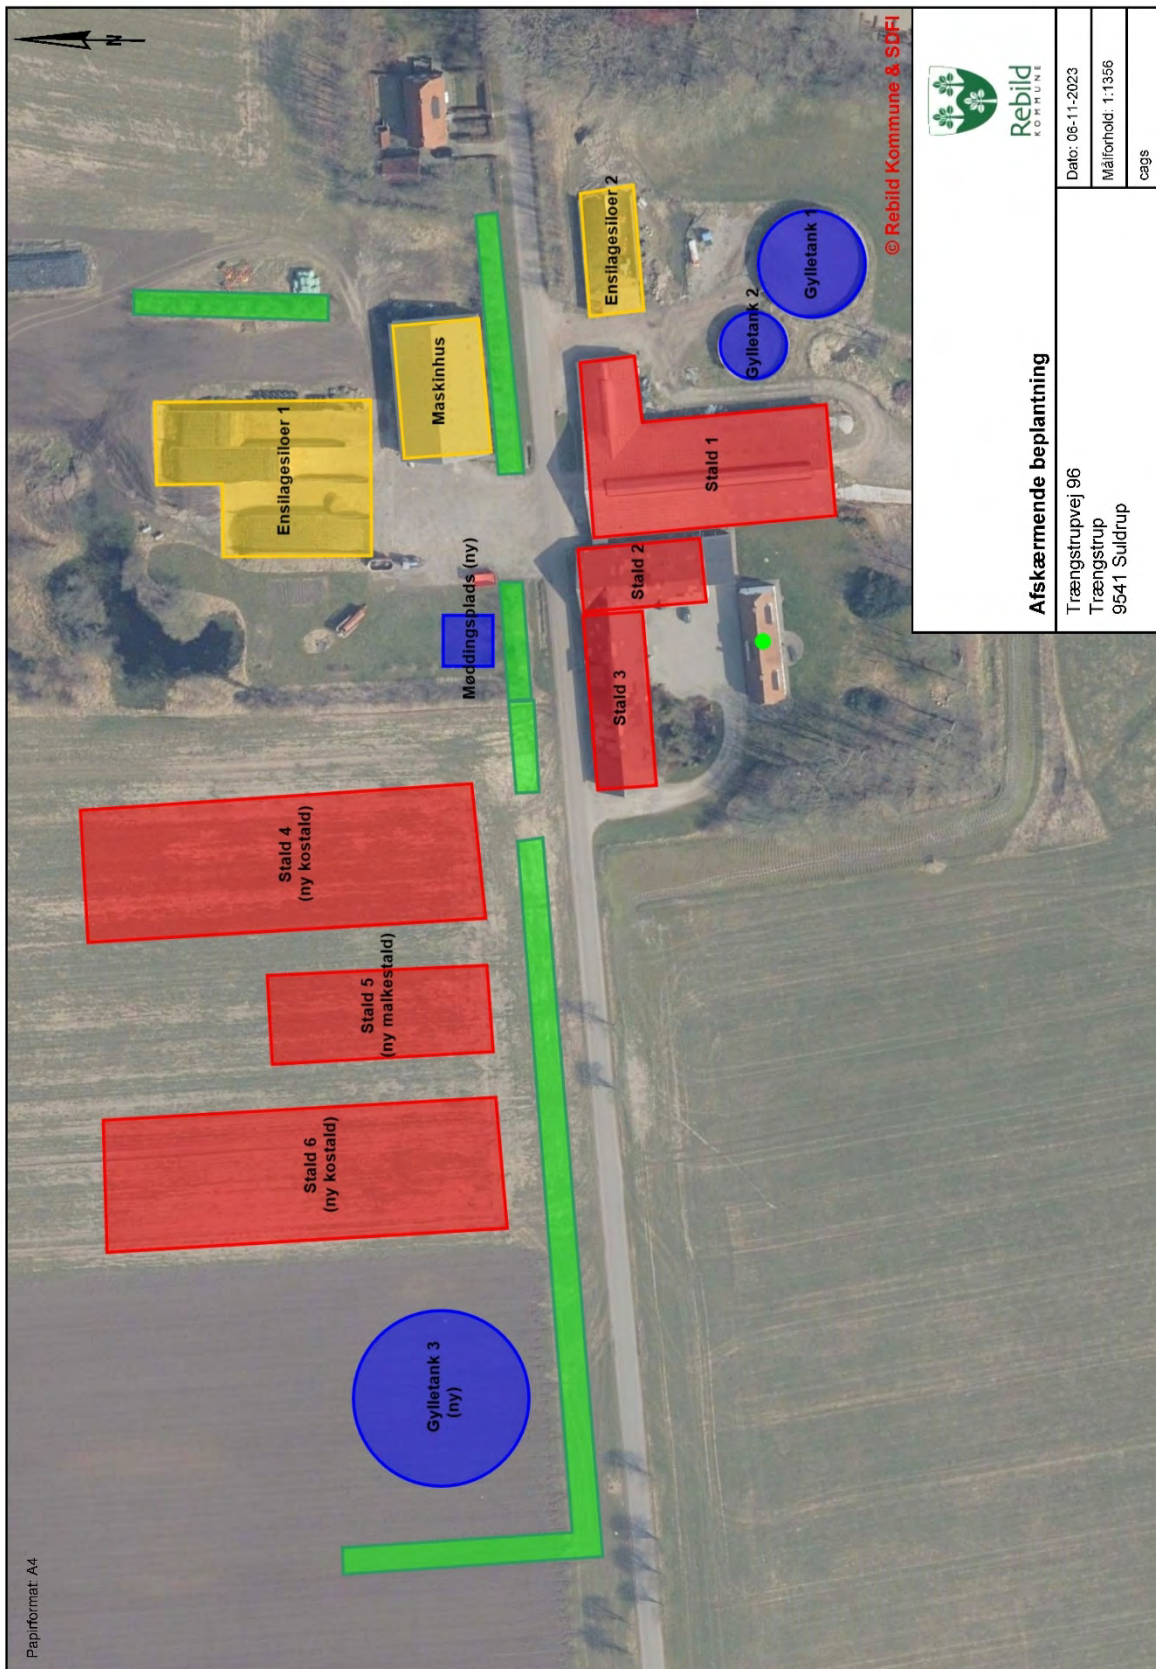 Papirformat: A4
N
Stald 4
(ny kostald)
Stald 5
(ny malkestald)
Stald 6
(ny kostald)
Gylletank 3
(ny)
Møddingsplads (ny)
Ensilagesiloer 1
Maskinhus
Stald 3
Stald 2
Stald 1
Ensilagesiloer 2
Gylletank 2
Gylletank 1
© Rebild Kommune & SDFI
Afskærmende beplantning
Trængstrupvej 96
Trængstrup
9541 Suldrup
Rebild
KOMMUNE
Dato: 06-11-2023
Målforhold: 1:1356
cags